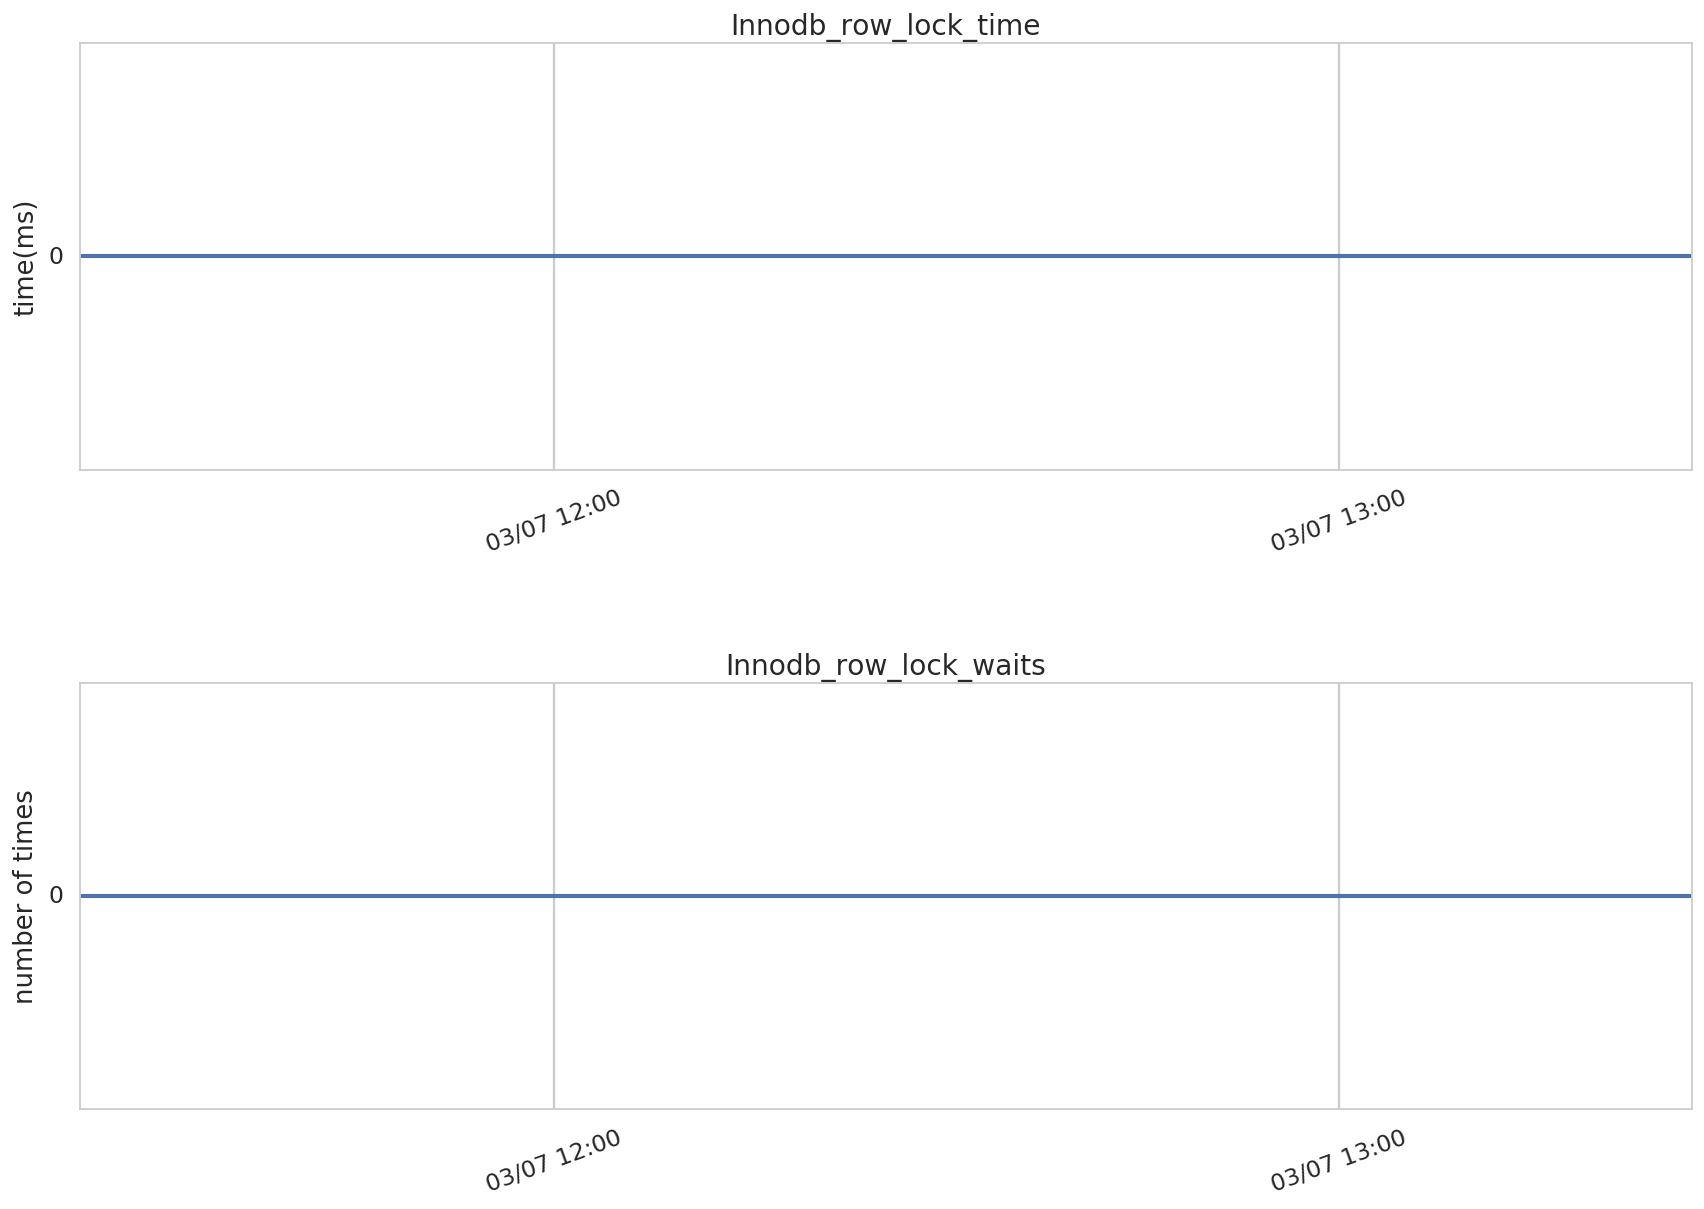 Innodb_row_lock_time
time(ms)
0
03/07 12:00
03/07 13:00
Innodb_row_lock_waits
number of times
0
03/07 12:00
03/07 13:00